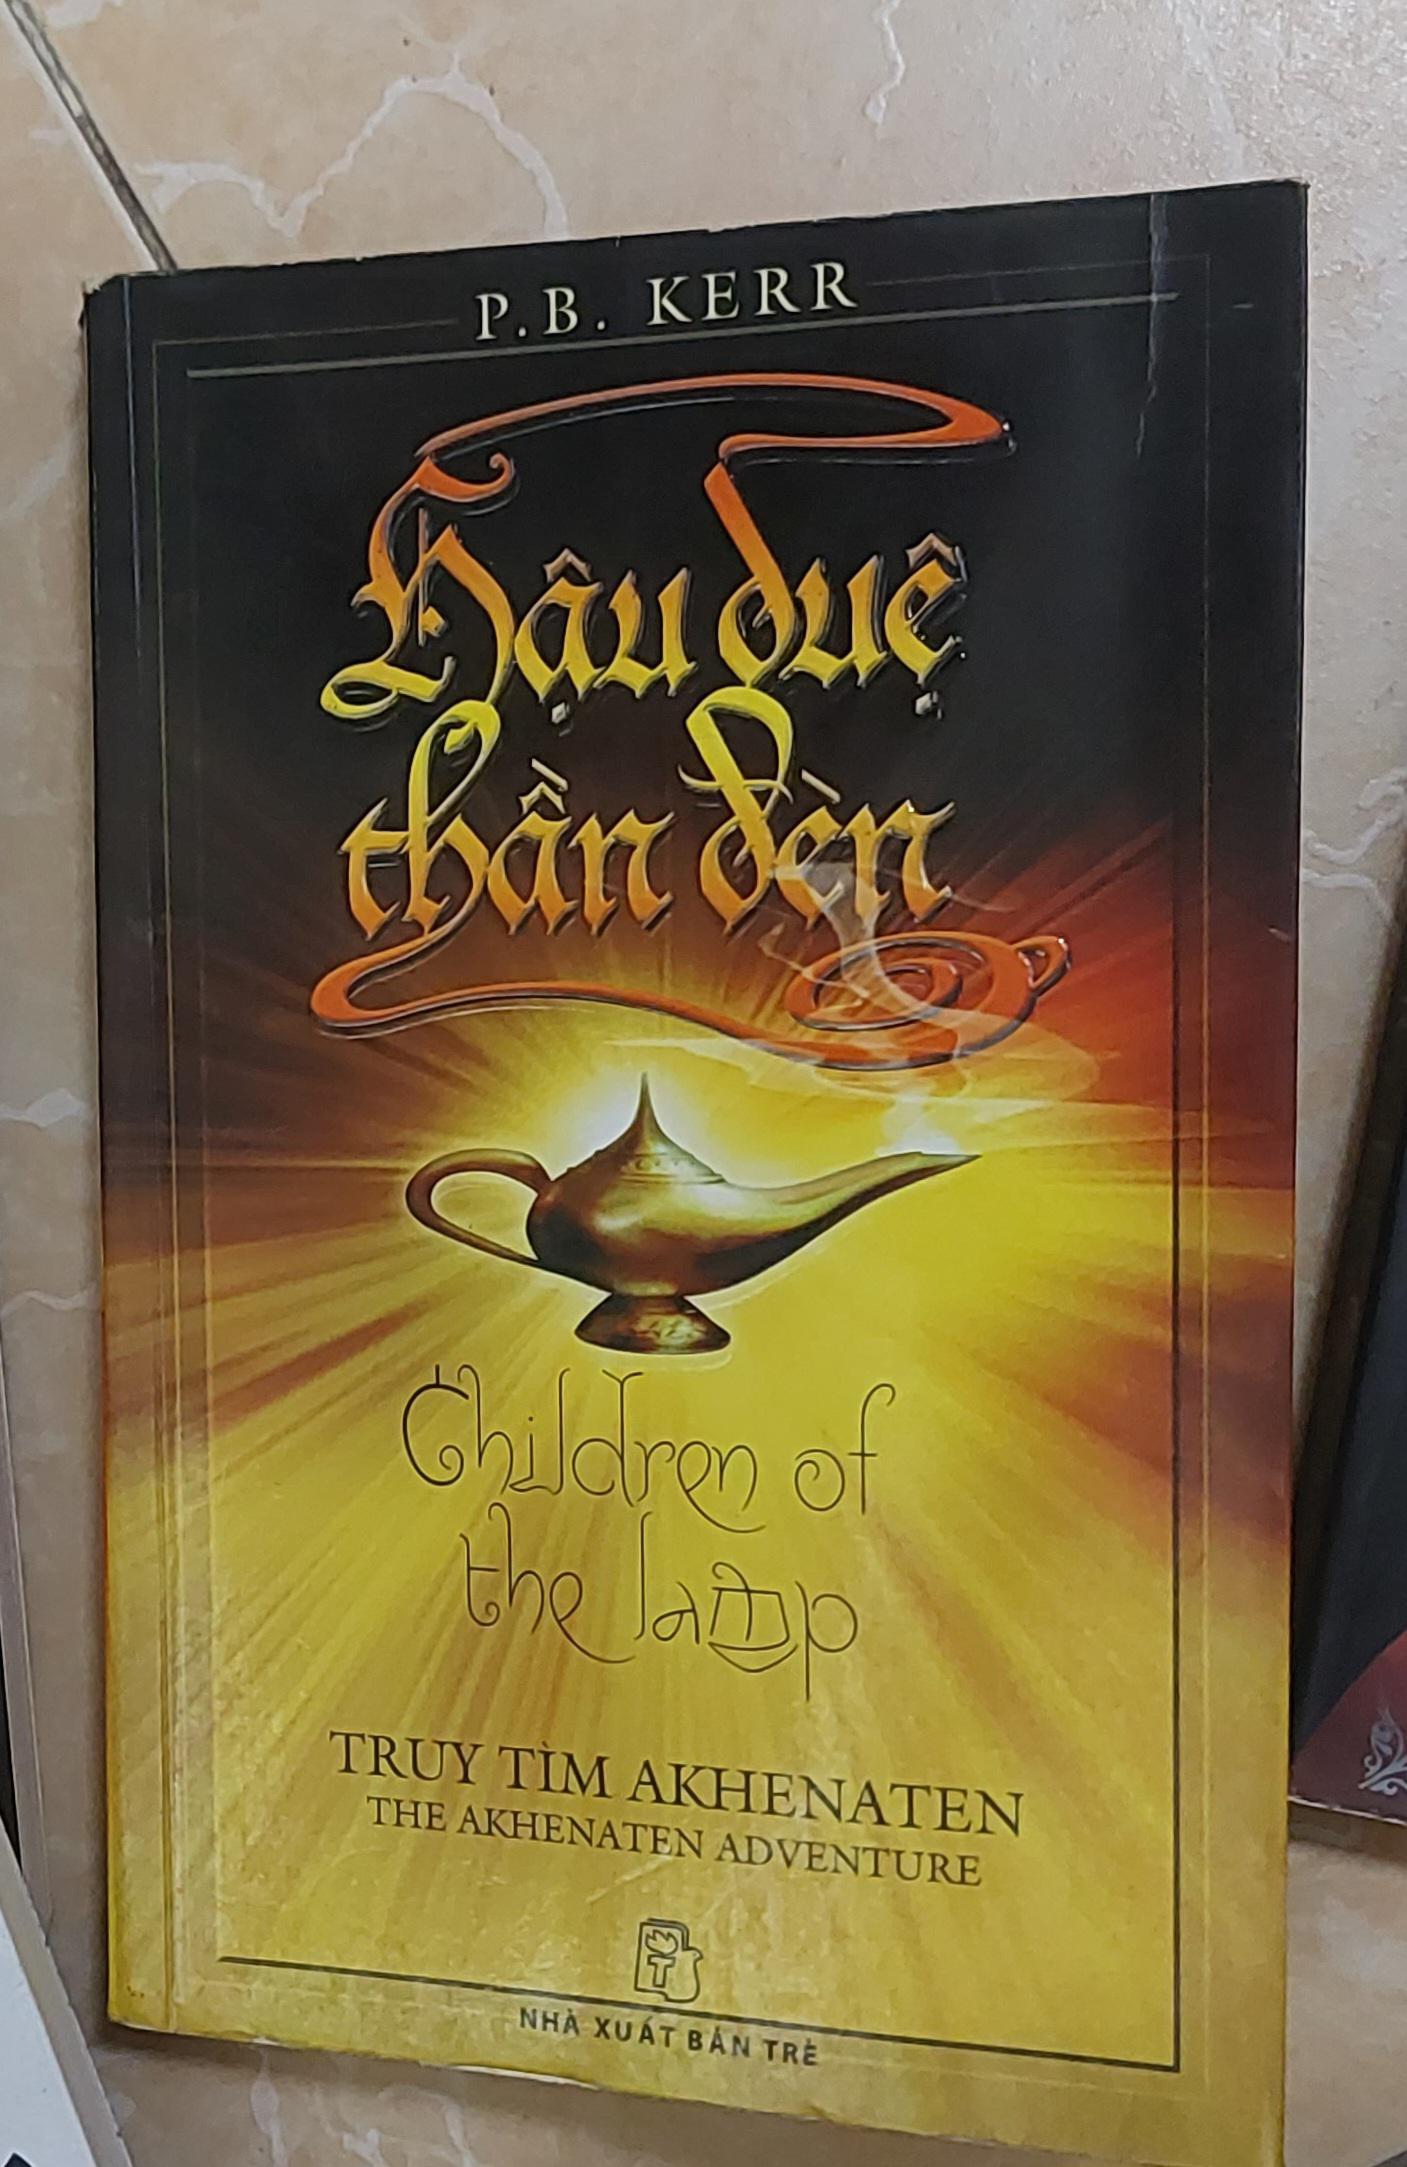 P.B. KERR
Hậu duệ
thần đèn
Children of
the lamp
TRUY TÌM AKHENATEN
THE AKHENATEN ADVENTURE
T
NHÀ XUẤT BẢN TRẺ